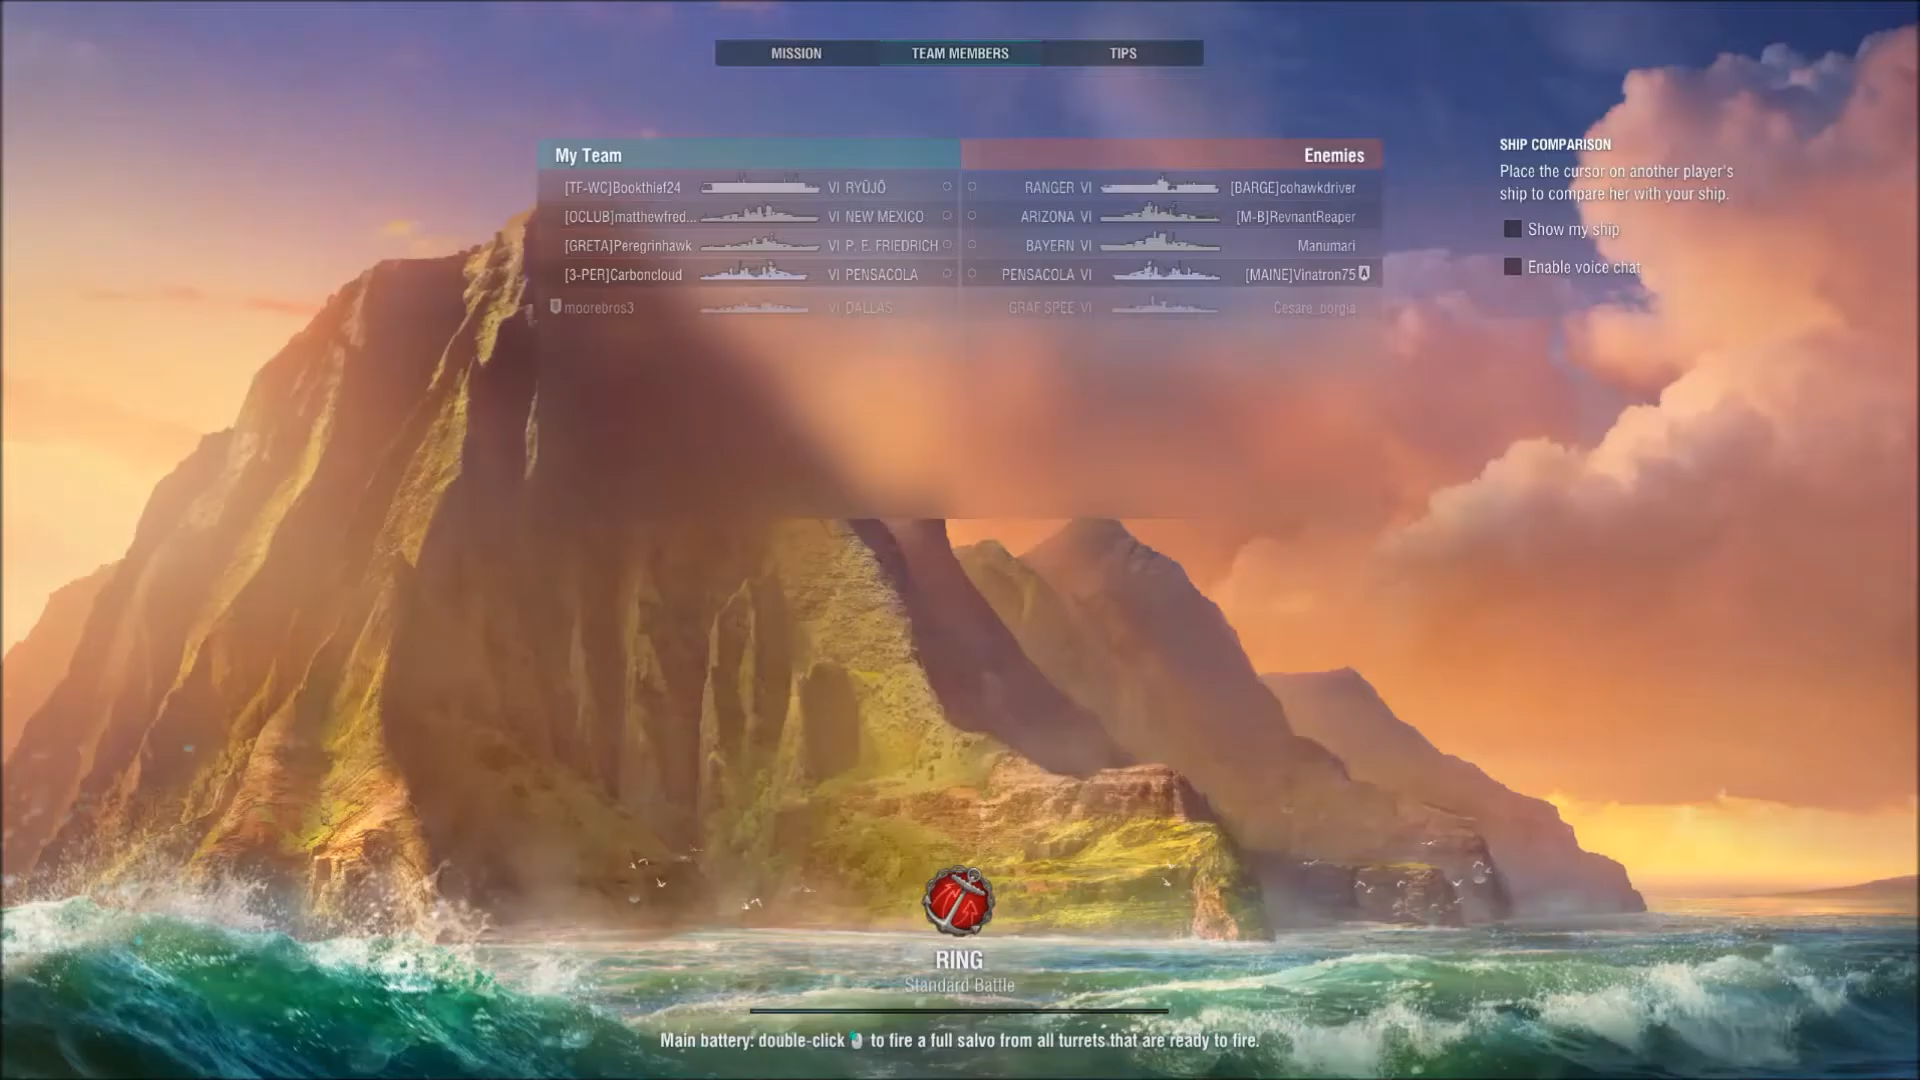 MISSION TEAM MEMBERS TIPS
My Team Enemies
[TF-WC]Bookthief24 VI RYŪJŌ RANGER VI [BARGE]cohawkdriver
[OCLUB]matthewfred... VI NEW MEXICO ARIZONA VI [M-B]RevnantReaper
[GRETA]Peregrinhawk VI P. E. FRIEDRICH BAYERN VI Manumari
[3-PER]Carboncloud VI PENSACOLA PENSACOLA VI [MAINE]Vinatron75
moorebros3 VI DALLAS GRAF SPEE VI Cesare_borgia
SHIP COMPARISON
Place the cursor on another player's
ship to compare her with your ship.
Show my ship
Enable voice chat
RING
Standard Battle
Main battery: double-click to fire a full salvo from all turrets that are ready to fire.